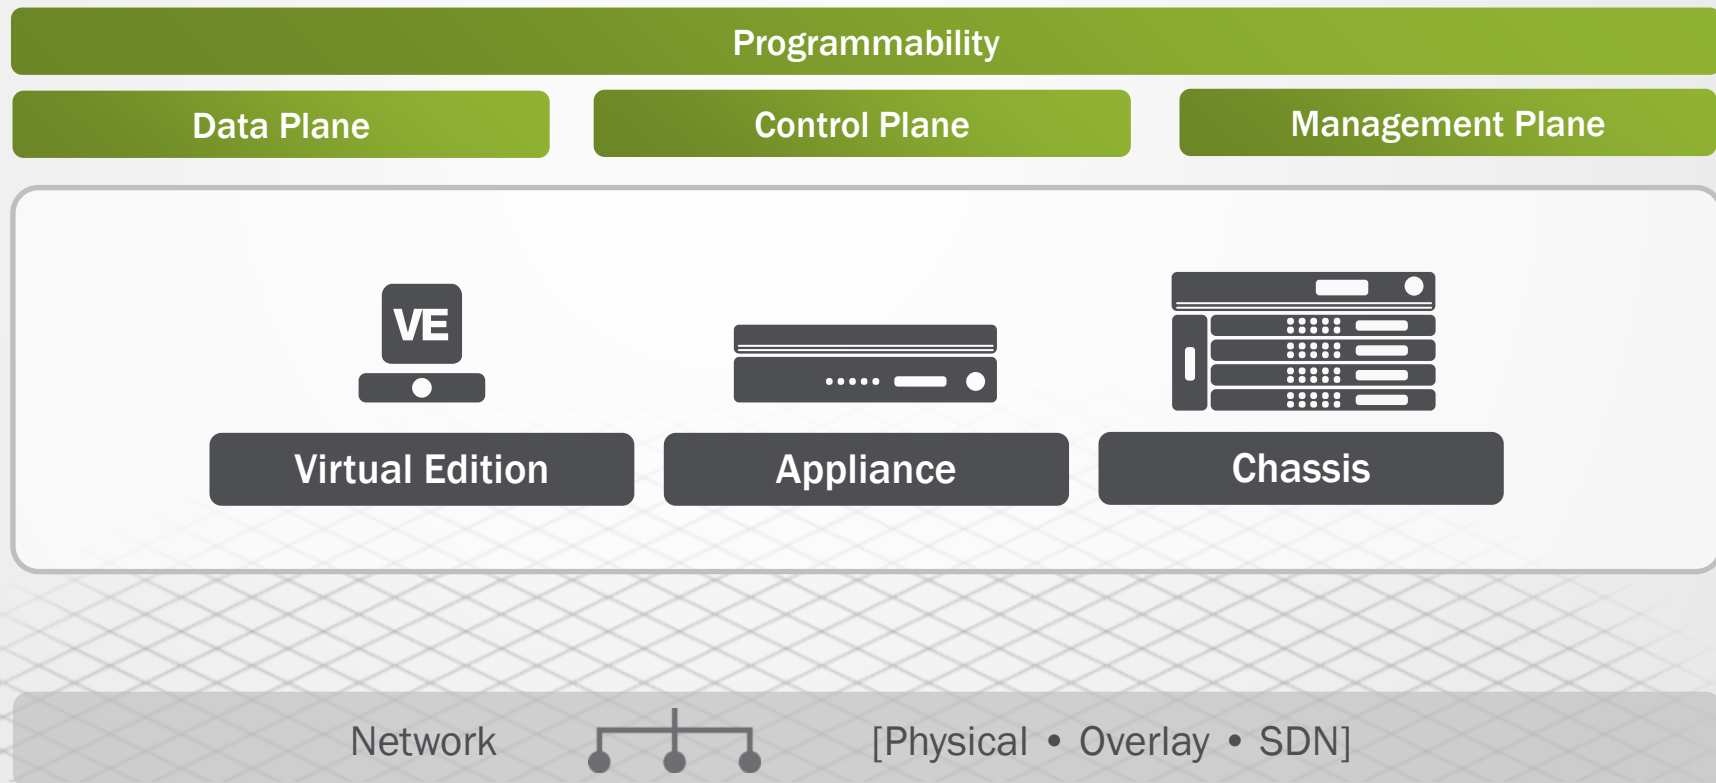 Programmability
Data Plane
Control Plane
Management Plane
VE
Virtual Edition
Appliance
Chassis
Network
[Physical • Overlay • SDN]